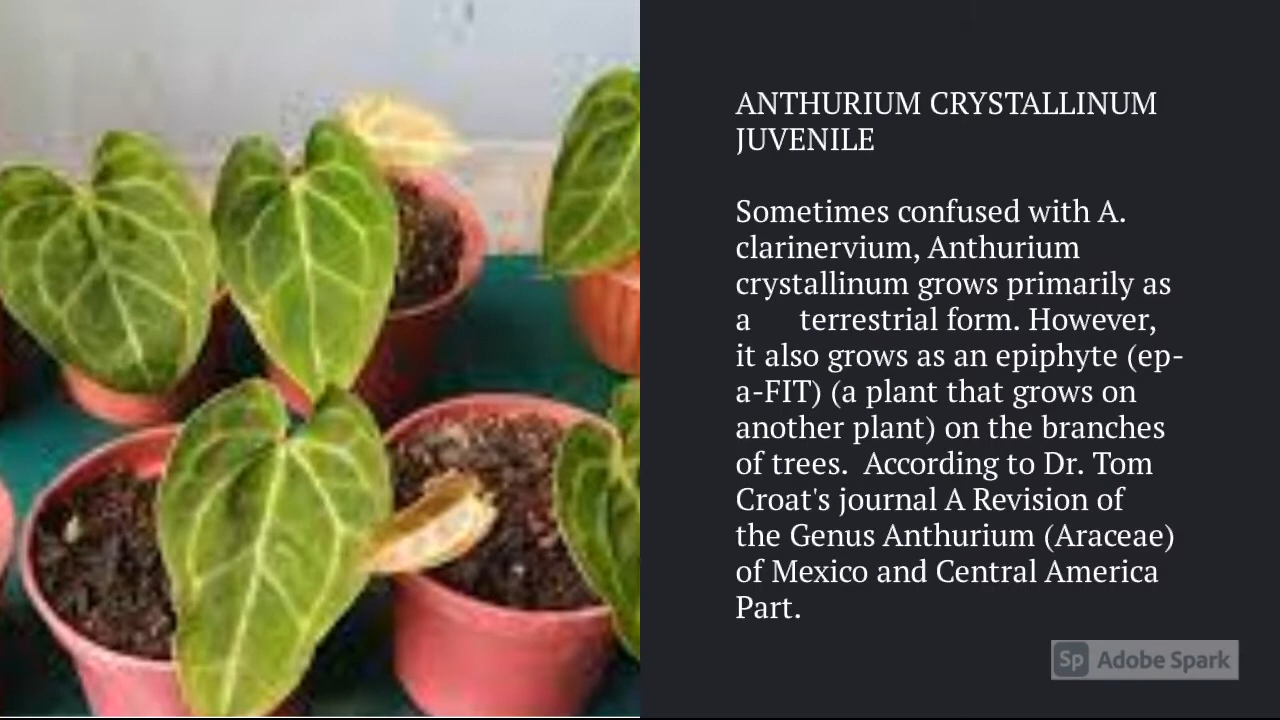 ANTHURIUM CRYSTALLINUM
JUVENILE
Sometimes confused with A.
clarinervium, Anthurium
crystallinum grows primarily as
a terrestrial form. However,
it also grows as an epiphyte (ep-
a-FIT) (a plant that grows on
another plant) on the branches
of trees. According to Dr. Tom
Croat's journal A Revision of
the Genus Anthurium (Araceae)
of Mexico and Central America
Part.
Sp Adobe Spark